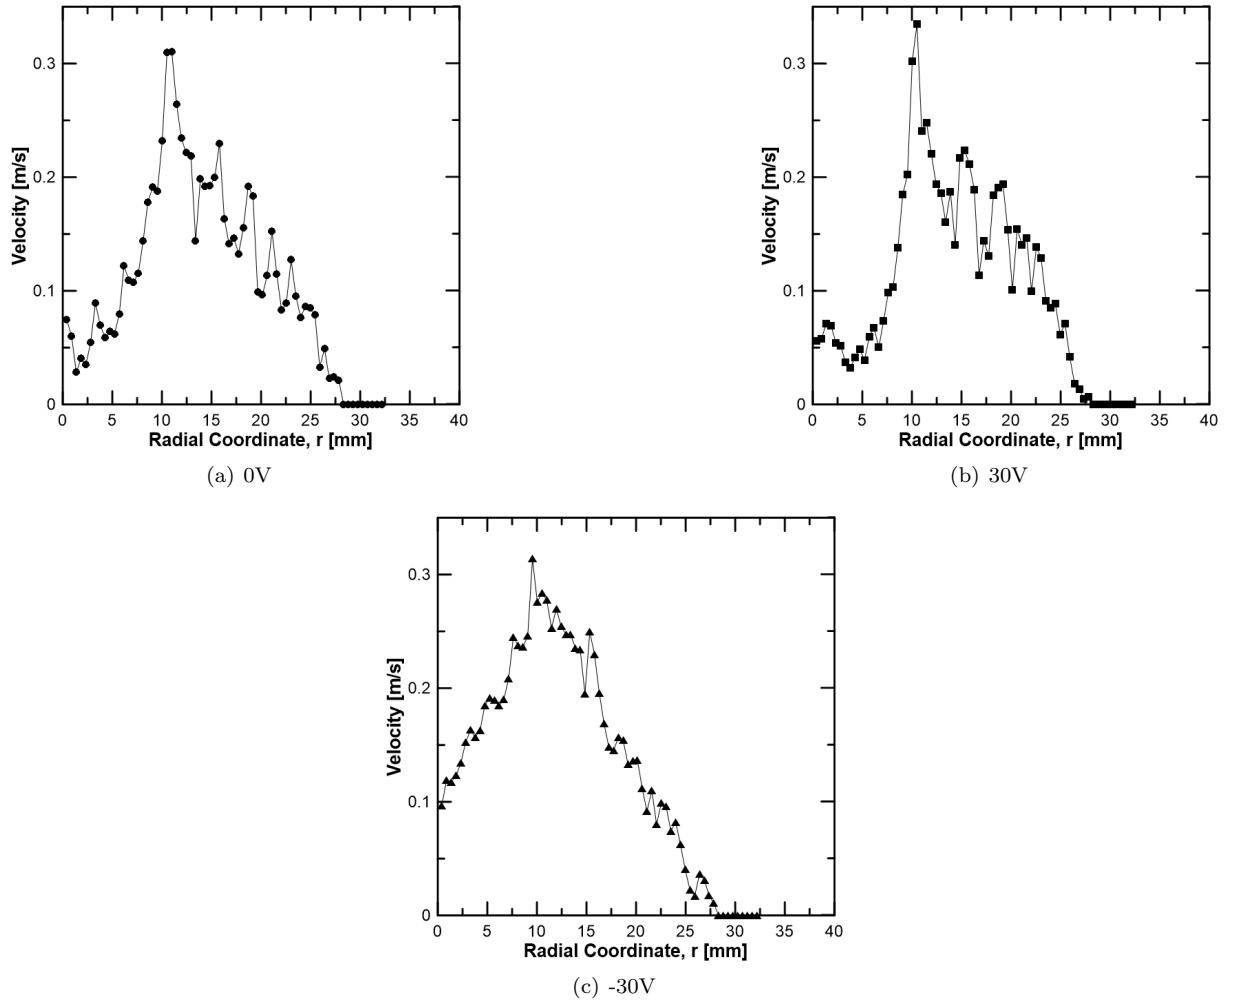 0.3
0.2
0.1
0
Velocity [m/s]
0 5 10 15 20 25 30 35 40
Radial Coordinate, r [mm]
(a) 0V
0.3
0.2
0.1
0
Velocity [m/s]
0 5 10 15 20 25 30 35 40
Radial Coordinate, r [mm]
(b) 30V
0.3
0.2
0.1
0
Velocity [m/s]
0 5 10 15 20 25 30 35 40
Radial Coordinate, r [mm]
(c) -30V